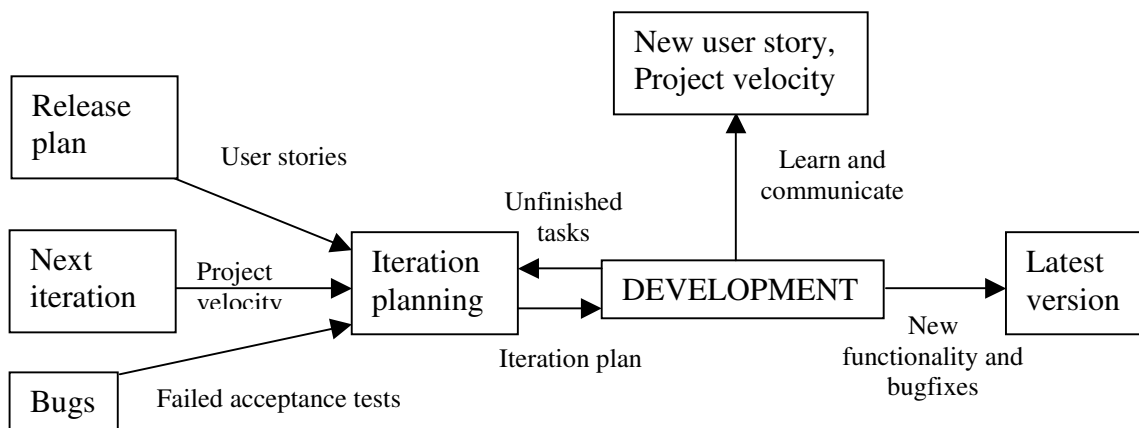 New user story,
Project velocity
Release
plan
User stories
Learn and
communicate
Unfinished
tasks
Next
iteration
Project
velocity
Iteration
planning
DEVELOPMENT
Latest
version
Iteration plan
New
functionality and
bugfixes
Bugs
Failed acceptance tests